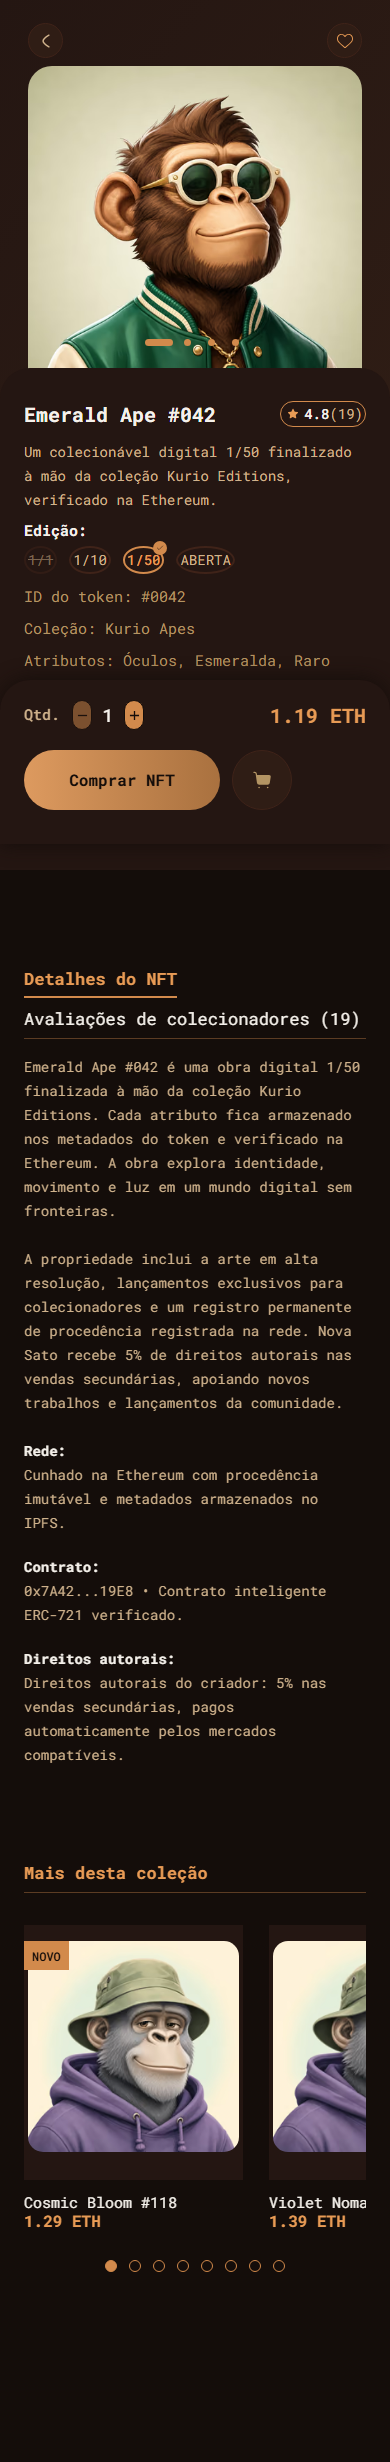 Emerald Ape #042
4.8(19)
Um colecionável digital 1/50 finalizado
à mão da coleção Kurio Editions,
verificado na Ethereum.
Edição:
1/1 1/10 1/50 ABERTA
ID do token: #0042
Coleção: Kurio Apes
Atributos: Óculos, Esmeralda, Raro
Qtd. − 1 + 1.19 ETH
Comprar NFT
Detalhes do NFT
Avaliações de colecionadores (19)
Emerald Ape #042 é uma obra digital 1/50
finalizada à mão da coleção Kurio
Editions. Cada atributo fica armazenado
nos metadados do token e verificado na
Ethereum. A obra explora identidade,
movimento e luz em um mundo digital sem
fronteiras.
A propriedade inclui a arte em alta
resolução, lançamentos exclusivos para
colecionadores e um registro permanente
de procedência registrada na rede. Nova
Sato recebe 5% de direitos autorais nas
vendas secundárias, apoiando novos
trabalhos e lançamentos da comunidade.
Rede:
Cunhado na Ethereum com procedência
imutável e metadados armazenados no
IPFS.
Contrato:
0x7A42...19E8 • Contrato inteligente
ERC-721 verificado.
Direitos autorais:
Direitos autorais do criador: 5% nas
vendas secundárias, pagos
automaticamente pelos mercados
compatíveis.
Mais desta coleção
NOVO
Cosmic Bloom #118
1.29 ETH
Violet Noma
1.39 ETH